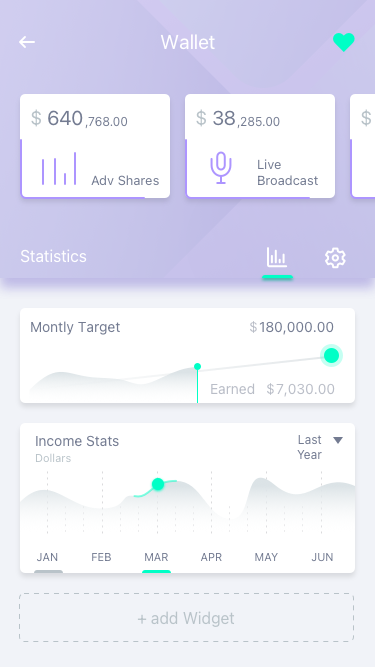 Wallet
$ 640,768.00
Adv Shares
$ 38,285.00
Live
Broadcast
$
Statistics
Montly Target
$180,000.00
Earned $7,030.00
Income Stats
Dollars
Last
Year
JAN FEB MAR APR MAY JUN
+ add Widget